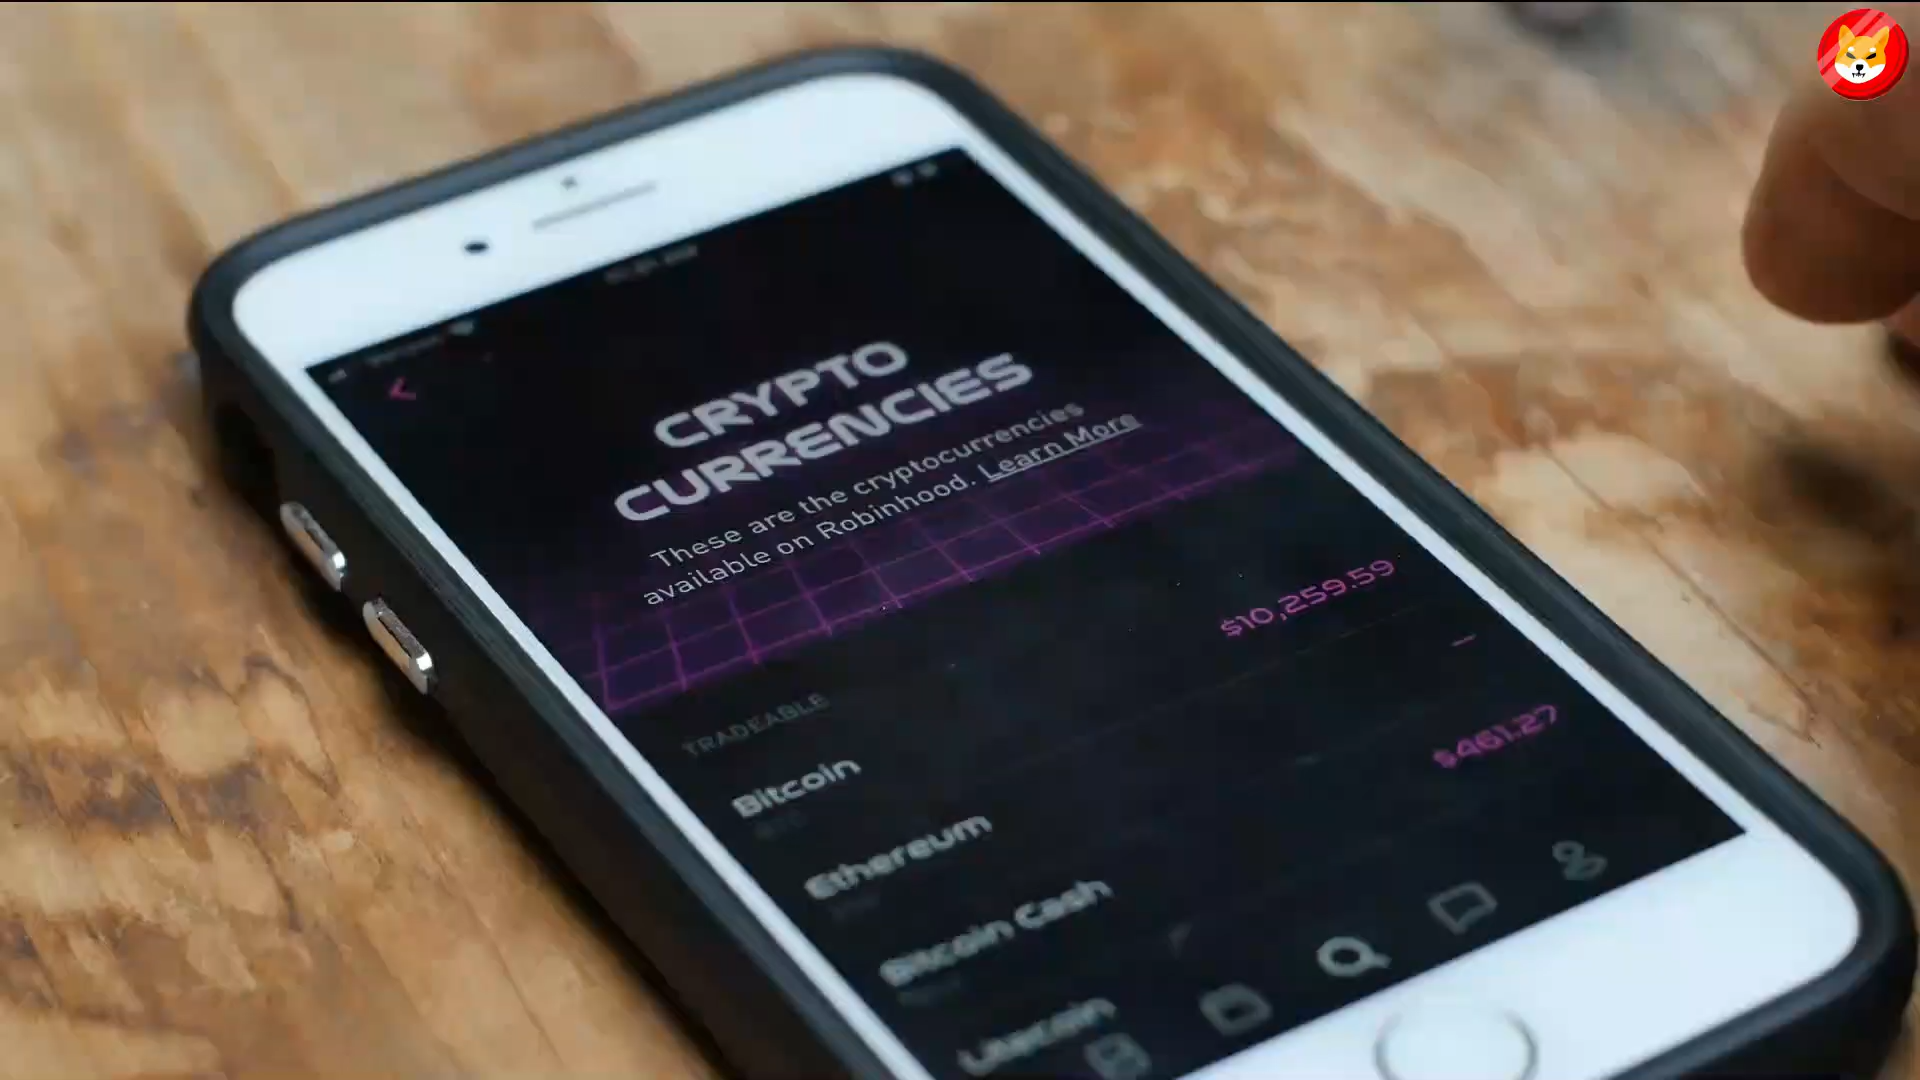 CRYPTO
CURRENCIES
These are the cryptocurrencies
available on Robinhood. Learn More
TRADEABLE
Bitcoin
$10,259.59
Ethereum
Bitcoin Cash
$461.27
Litecoin